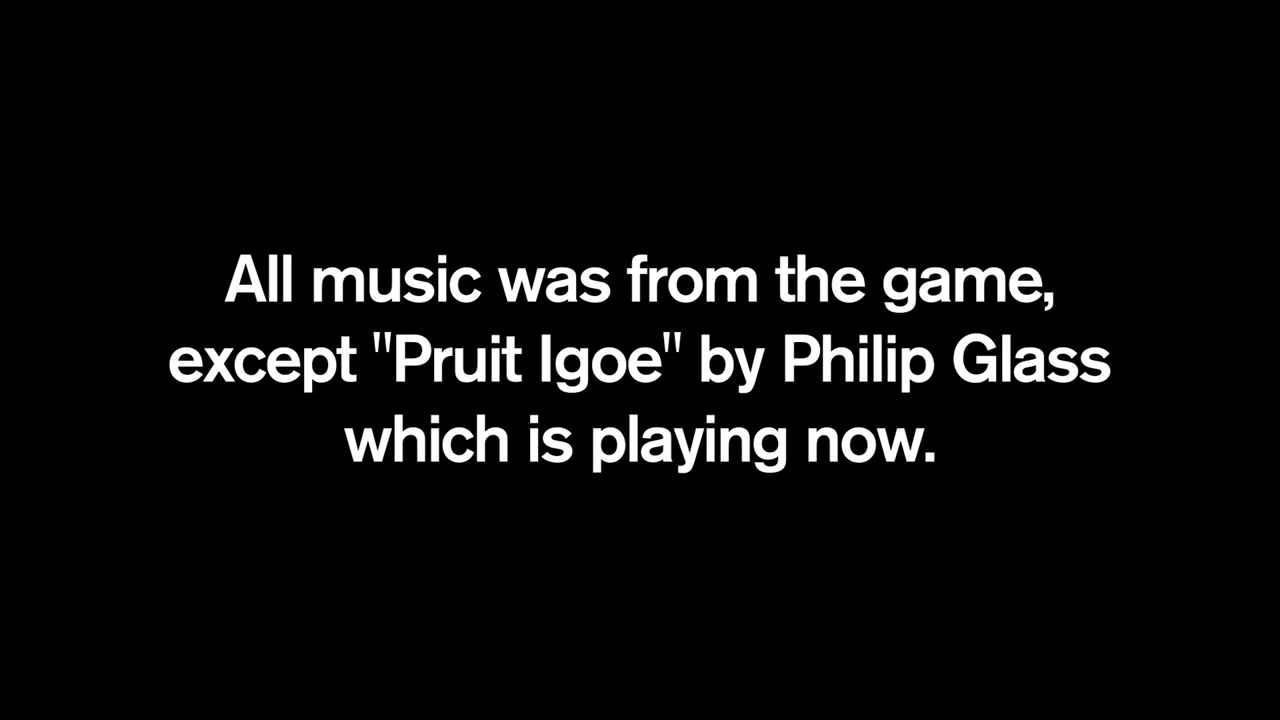 All music was from the game,
except "Pruit Igoe" by Philip Glass
which is playing now.